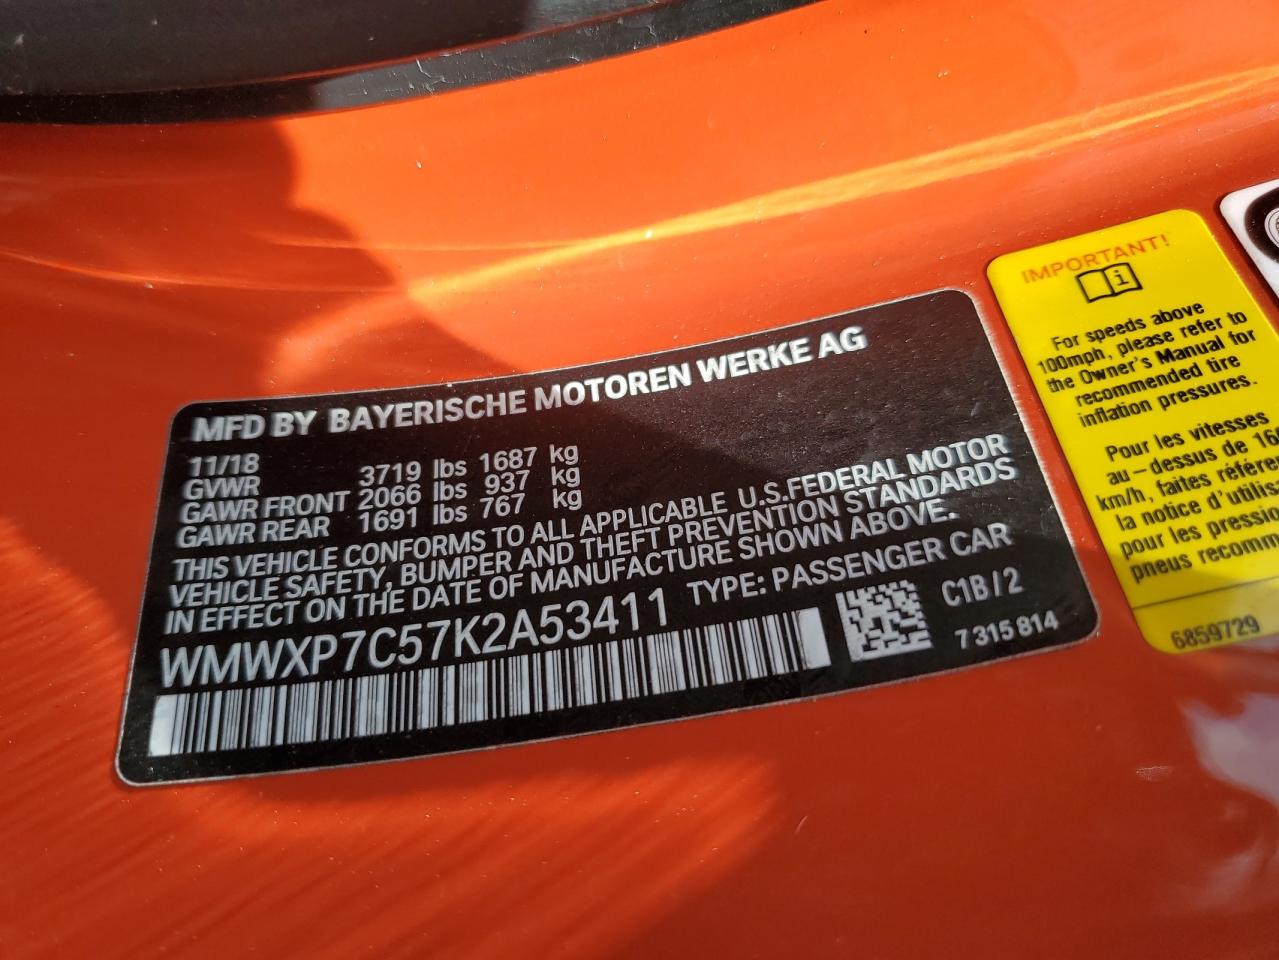 MFD BY BAYERISCHE MOTOREN WERKE AG
11/18
GVWR 3719 lbs 1687 kg
GAWR FRONT 2066 lbs 937 kg
GAWR REAR 1691 lbs 767 kg
THIS VEHICLE CONFORMS TO ALL APPLICABLE U.S.FEDERAL MOTOR
VEHICLE SAFETY, BUMPER AND THEFT PREVENTION STANDARDS
IN EFFECT ON THE DATE OF MANUFACTURE SHOWN ABOVE.
WMWXP7C57K2A53411 TYPE: PASSENGER CAR
C1B/2
7 315 814
IMPORTANT!
For speeds above
100mph, please refer to
the Owner's Manual for
recommended tire
inflation pressures.
Pour les vitesses
au-dessus de
km/h, faites
la notice
pour les
pneus
6859729